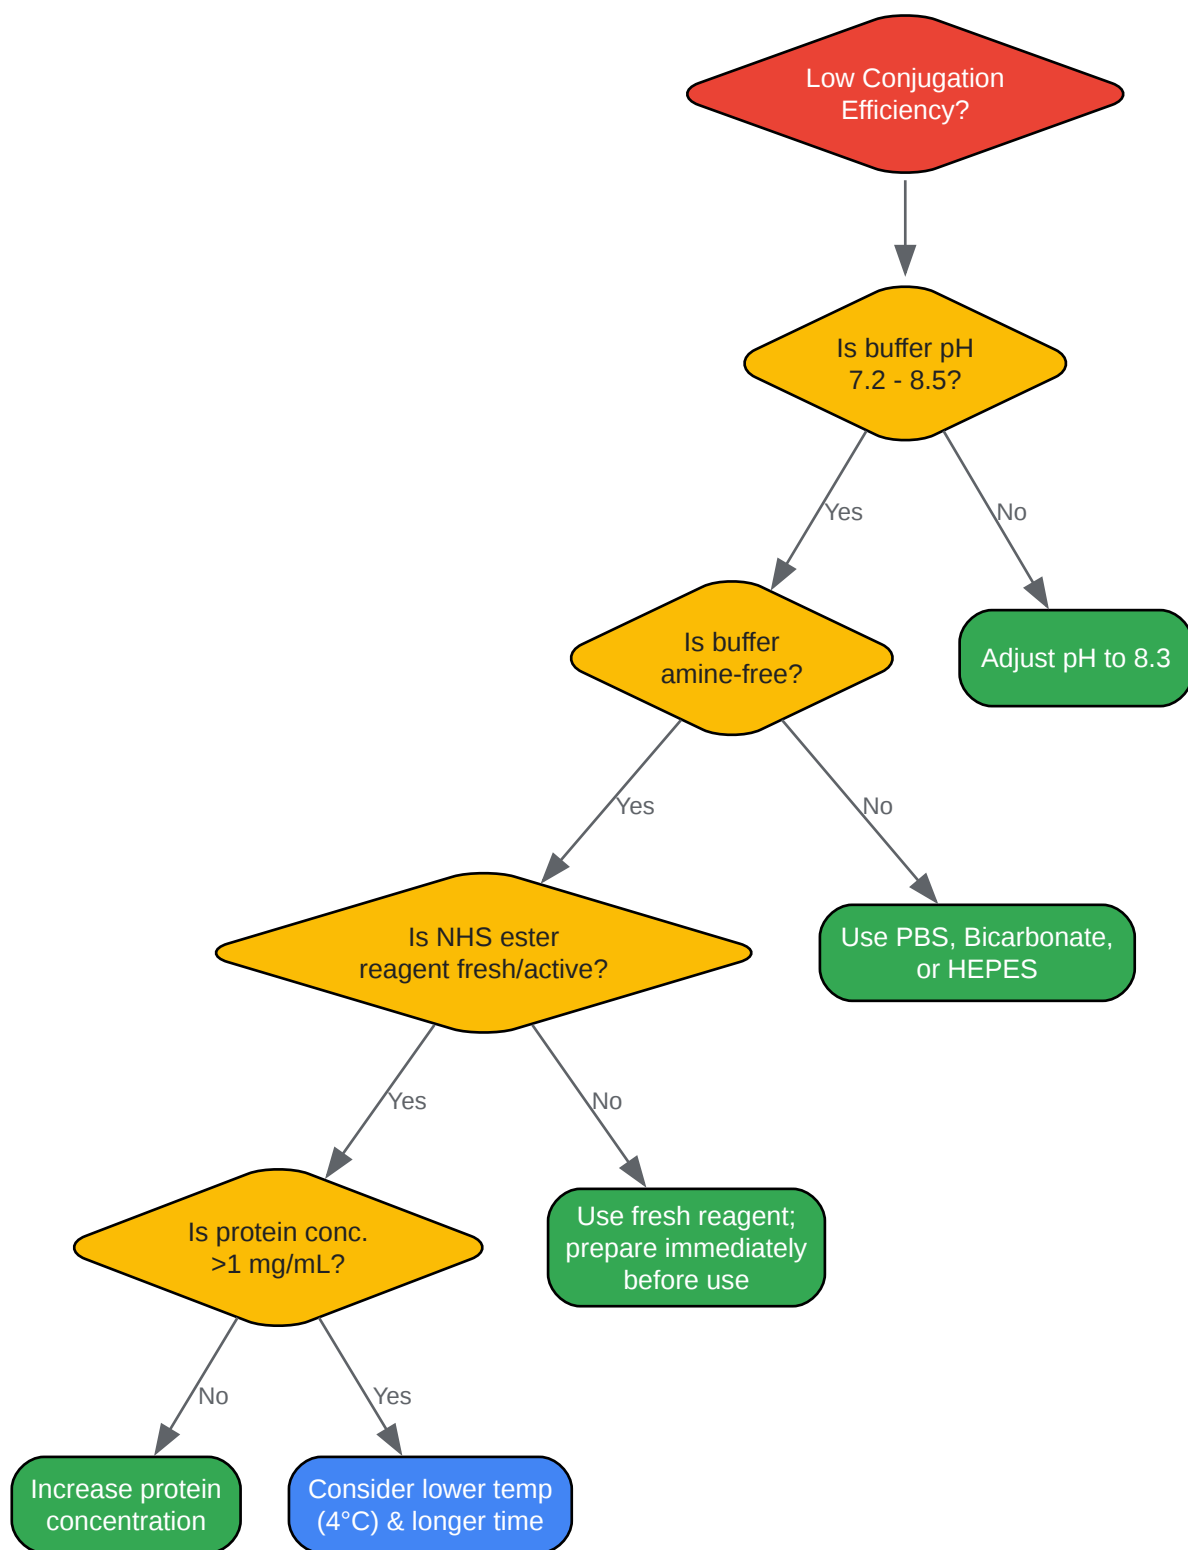 Low Conjugation
Efficiency?
Is buffer pH
7.2 - 8.5?
Yes
No
Is buffer
amine-free?
Adjust pH to 8.3
Yes
No
Is NHS ester
reagent fresh/active?
Use PBS, Bicarbonate,
or HEPES
Yes
No
Is protein conc.
>1 mg/mL?
Use fresh reagent;
prepare immediately
before use
No
Yes
Increase protein
concentration
Consider lower temp
(4°C) & longer time